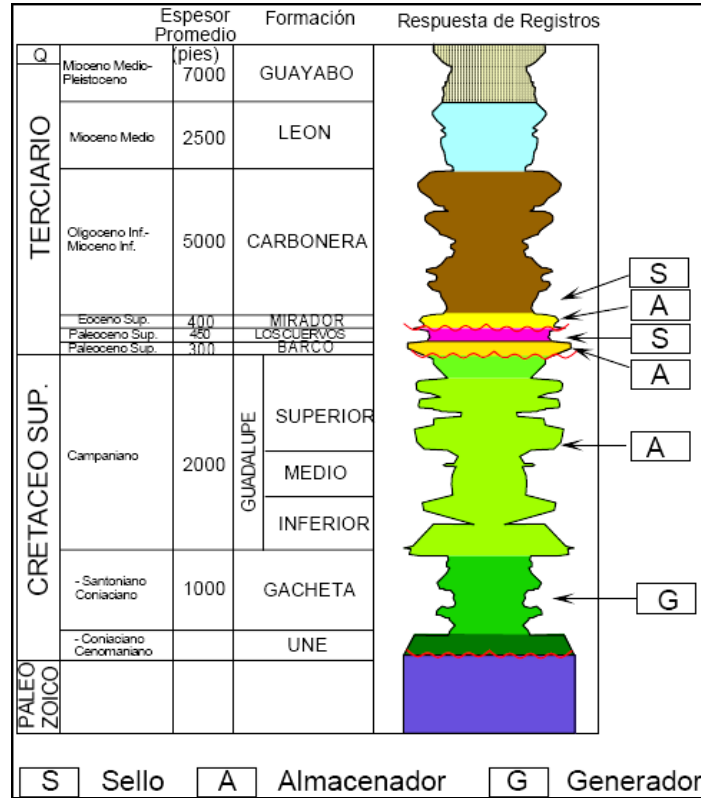 Espesor Promedio (pies)
Formación
Respuesta de Registros
Q
TERCIARIO
Mioceno Medio-
Pleistoceno
7000
GUAYABO
Mioceno Medio
2500
LEON
Oligoceno Inf.-
Mioceno Inf.
5000
CARBONERA
Eoceno Sup.
400
MIRADOR
Paleoceno Sup.
450
LOS CUERVOS
Paleoceno Sup.
300
BARCO
S
A
S
A
CRETACEO SUP.
Campaniano
2000
GUADALUPE
SUPERIOR
MEDIO
INFERIOR
A
- Santoniano
Coniaciano
1000
GACHETA
G
- Coniaciano
Cenomaniano
UNE
PALEO
ZOICO
S Sello A Almacenador G Generador